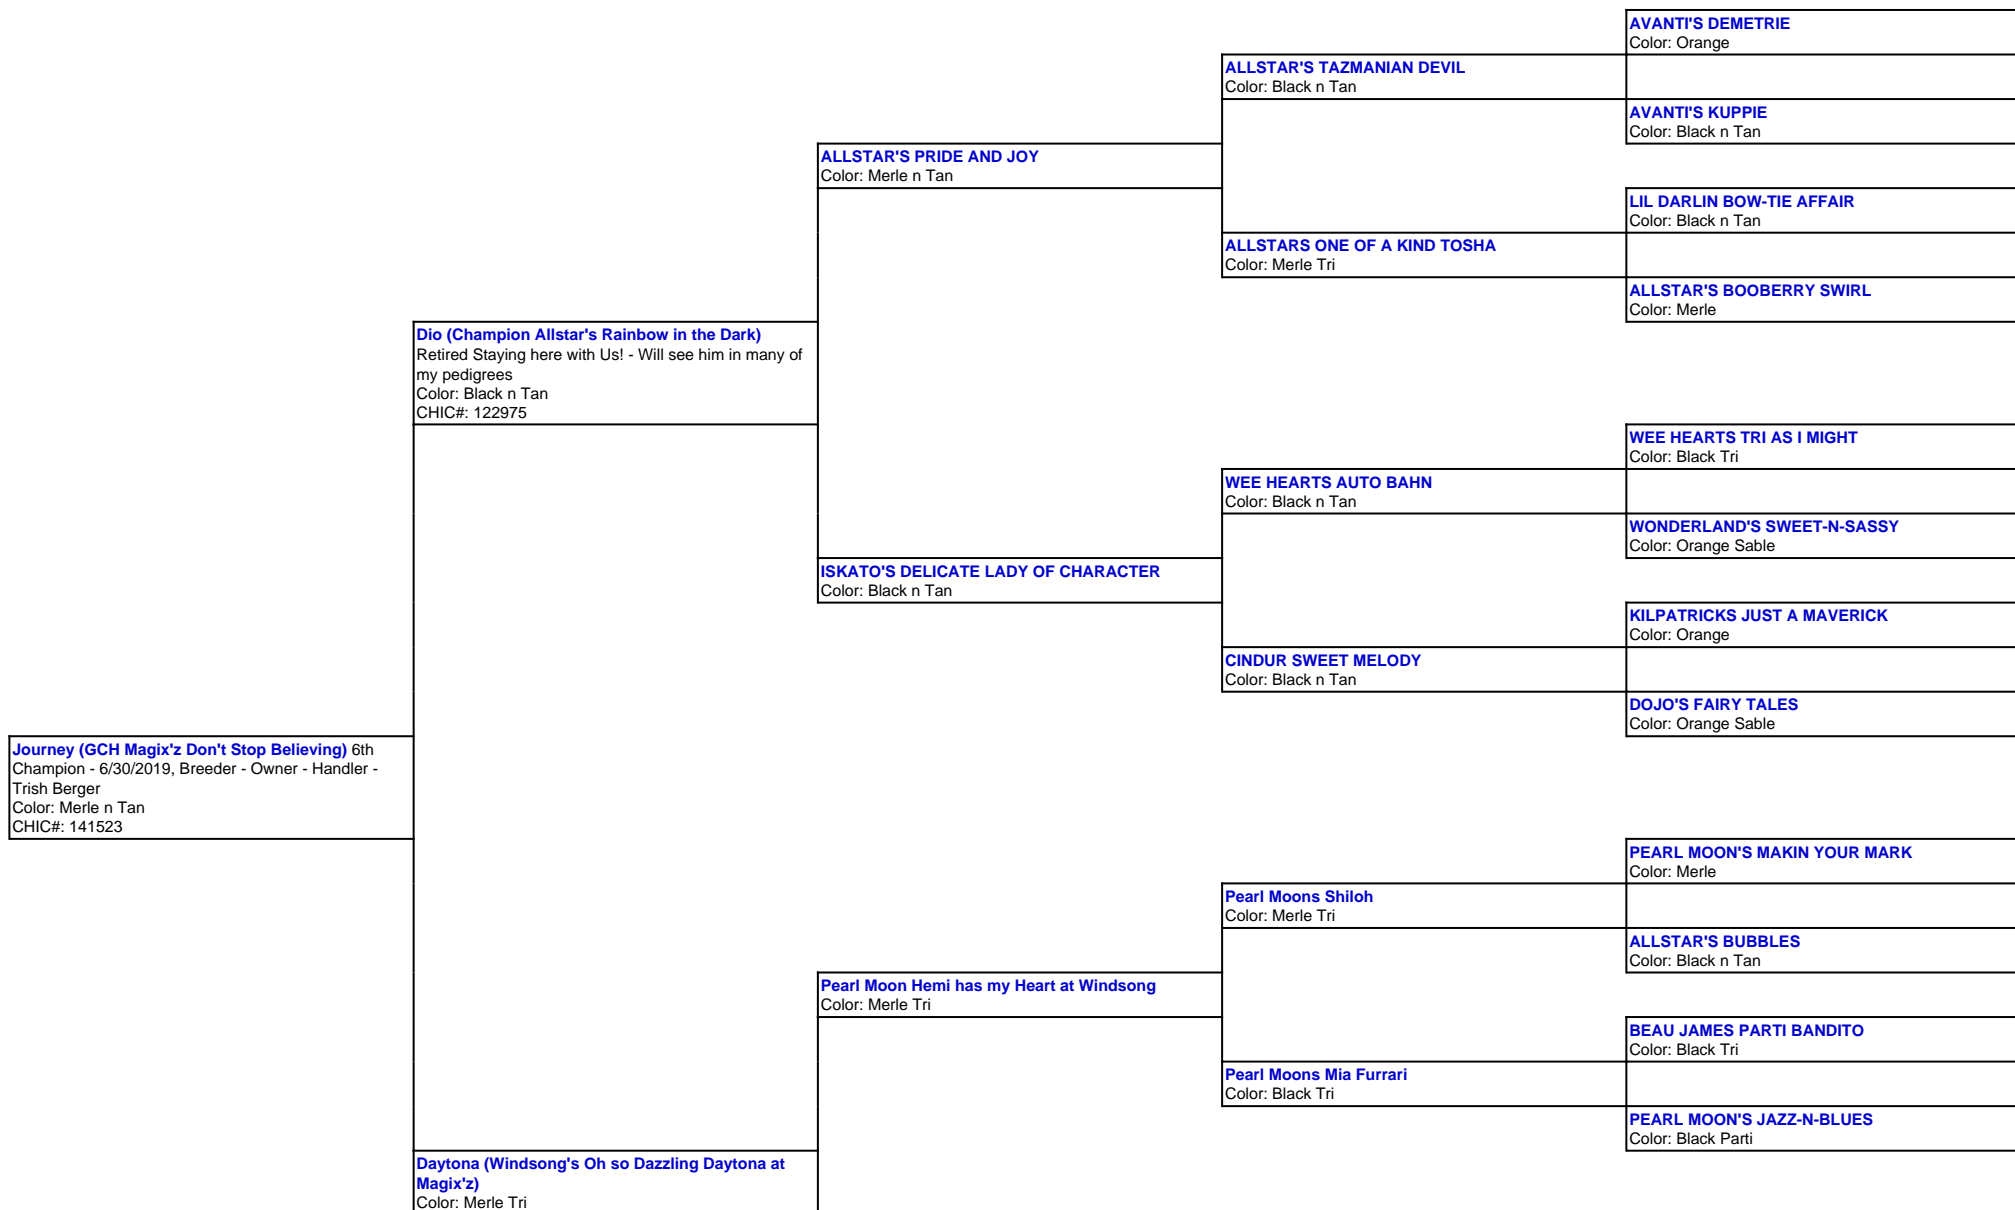 AVANTI'S DEMETRIE
Color: Orange
ALLSTAR'S TAZMANIAN DEVIL
Color: Black n Tan
AVANTI'S KUPPIE
Color: Black n Tan
ALLSTAR'S PRIDE AND JOY
Color: Merle n Tan
LIL DARLIN BOW-TIE AFFAIR
Color: Black n Tan
ALLSTARS ONE OF A KIND TOSHA
Color: Merle Tri
ALLSTAR'S BOOBERRY SWIRL
Color: Merle
Dio (Champion Allstar's Rainbow in the Dark)
Retired Staying here with Us! - Will see him in many of
my pedigrees
Color: Black n Tan
CHIC#: 122975
WEE HEARTS TRI AS I MIGHT
Color: Black Tri
WEE HEARTS AUTO BAHN
Color: Black n Tan
WONDERLAND'S SWEET-N-SASSY
Color: Orange Sable
ISKATO'S DELICATE LADY OF CHARACTER
Color: Black n Tan
KILPATRICKS JUST A MAVERICK
Color: Orange
CINDUR SWEET MELODY
Color: Black n Tan
DOJO'S FAIRY TALES
Color: Orange Sable
Journey (GCH Magix'z Don't Stop Believing) 6th
Champion - 6/30/2019, Breeder - Owner - Handler -
Trish Berger
Color: Merle n Tan
CHIC#: 141523
PEARL MOON'S MAKIN YOUR MARK
Color: Merle
Pearl Moons Shiloh
Color: Merle Tri
ALLSTAR'S BUBBLES
Color: Black n Tan
Pearl Moon Hemi has my Heart at Windsong
Color: Merle Tri
BEAU JAMES PARTI BANDITO
Color: Black Tri
Pearl Moons Mia Furrari
Color: Black Tri
PEARL MOON'S JAZZ-N-BLUES
Color: Black Parti
Daytona (Windsong's Oh so Dazzling Daytona at
Magix'z)
Color: Merle Tri